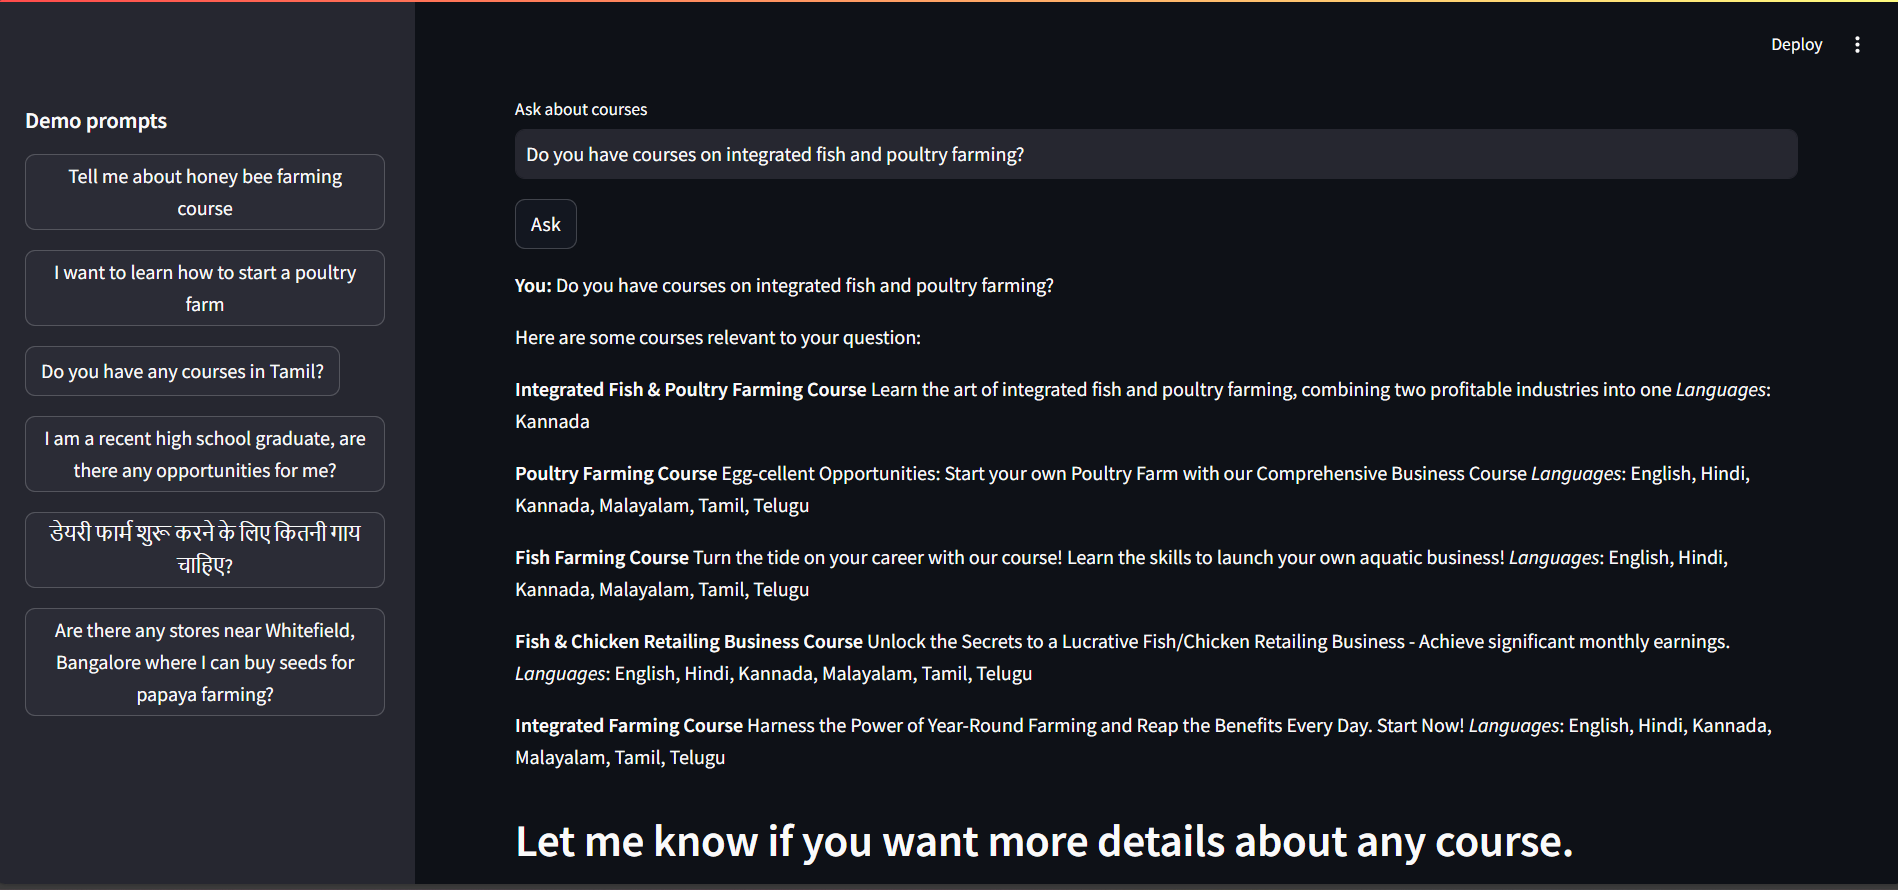 Deploy
Demo prompts
Tell me about honey bee farming
course
I want to learn how to start a poultry
farm
Do you have any courses in Tamil?
I am a recent high school graduate, are
there any opportunities for me?
डेयरी फार्म शुरू करने के लिए कितनी गाय
चाहिए?
Are there any stores near Whitefield,
Bangalore where I can buy seeds for
papaya farming?
Ask about courses
Do you have courses on integrated fish and poultry farming?
Ask
You: Do you have courses on integrated fish and poultry farming?
Here are some courses relevant to your question:
Integrated Fish & Poultry Farming Course Learn the art of integrated fish and poultry farming, combining two profitable industries into one Languages:
Kannada
Poultry Farming Course Egg-cellent Opportunities: Start your own Poultry Farm with our Comprehensive Business Course Languages: English, Hindi,
Kannada, Malayalam, Tamil, Telugu
Fish Farming Course Turn the tide on your career with our course! Learn the skills to launch your own aquatic business! Languages: English, Hindi,
Kannada, Malayalam, Tamil, Telugu
Fish & Chicken Retailing Business Course Unlock the Secrets to a Lucrative Fish/Chicken Retailing Business - Achieve significant monthly earnings.
Languages: English, Hindi, Kannada, Malayalam, Tamil, Telugu
Integrated Farming Course Harness the Power of Year-Round Farming and Reap the Benefits Every Day. Start Now! Languages: English, Hindi, Kannada,
Malayalam, Tamil, Telugu
Let me know if you want more details about any course.